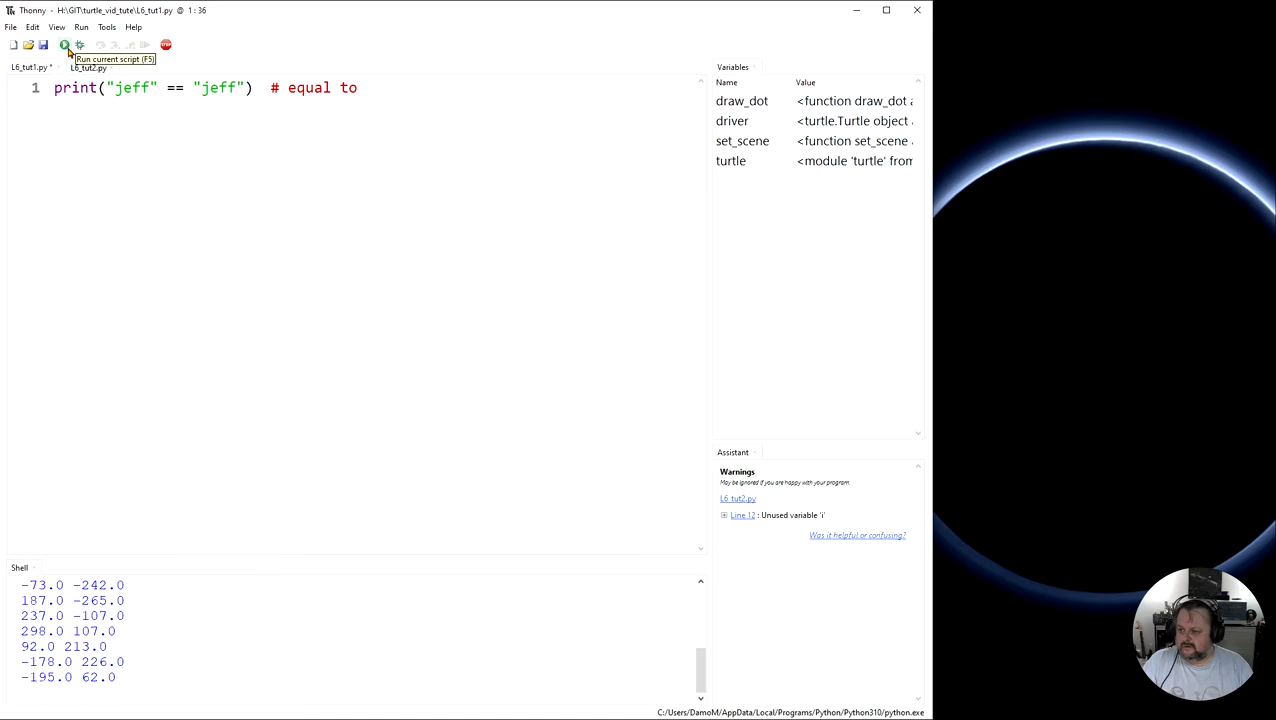 Thonny - H:\GIT\turtle_vid_tute\L6_tut1.py @ 1 : 36
File Edit View Run Tools Help
STOP
Run current script (F5)
L6_tut1.py *
L6_tut2.py
1 print("jeff" == "jeff") # equal to
Variables
Name Value
draw_dot <function draw_dot a
driver <turtle.Turtle object a
set_scene <function set_scene a
turtle <module 'turtle' from
Assistant
Warnings
May be ignored if you are happy with your program.
L6_tut2.py
Line 12 : Unused variable 'i'
Was it helpful or confusing?
Shell
-73.0 -242.0
187.0 -265.0
237.0 -107.0
298.0 107.0
92.0 213.0
-178.0 226.0
-195.0 62.0
C:/Users/DamoM/AppData/Local/Programs/Python/Python310/python.exe